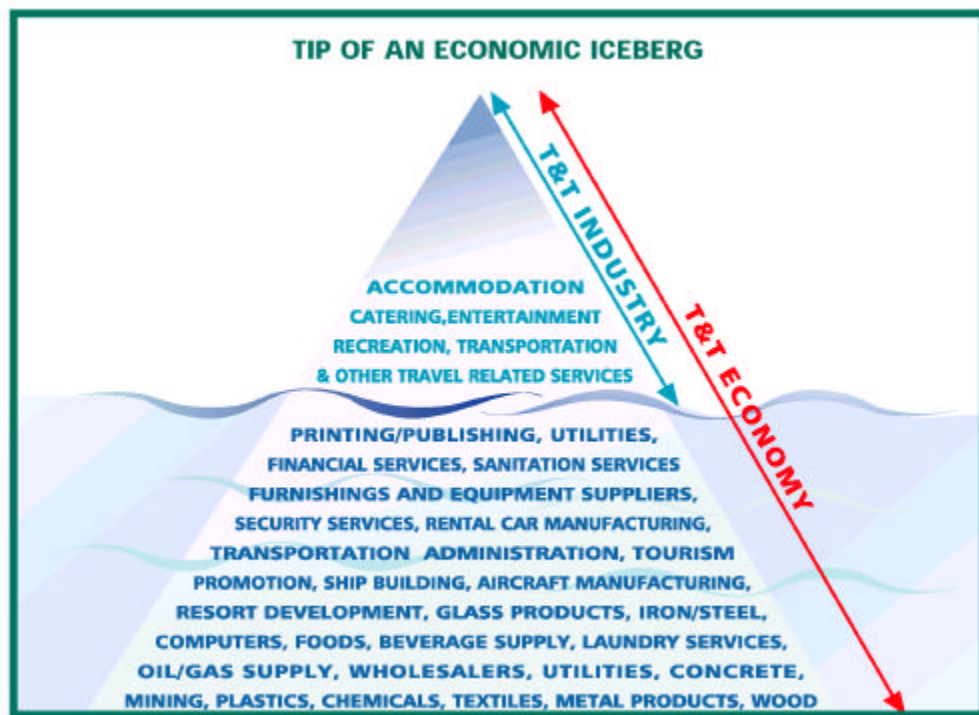 TIP OF AN ECONOMIC ICEBERG
T&T INDUSTRY
T&T ECONOMY
ACCOMMODATION
CATERING,ENTERTAINMENT
RECREATION, TRANSPORTATION
& OTHER TRAVEL RELATED SERVICES
PRINTING/PUBLISHING, UTILITIES,
FINANCIAL SERVICES, SANITATION SERVICES
FURNISHINGS AND EQUIPMENT SUPPLIERS,
SECURITY SERVICES, RENTAL CAR MANUFACTURING,
TRANSPORTATION ADMINISTRATION, TOURISM
PROMOTION, SHIP BUILDING, AIRCRAFT MANUFACTURING,
RESORT DEVELOPMENT, GLASS PRODUCTS, IRON/STEEL,
COMPUTERS, FOODS, BEVERAGE SUPPLY, LAUNDRY SERVICES,
OIL/GAS SUPPLY, WHOLESALERS, UTILITIES, CONCRETE,
MINING, PLASTICS, CHEMICALS, TEXTILES, METAL PRODUCTS, WOOD